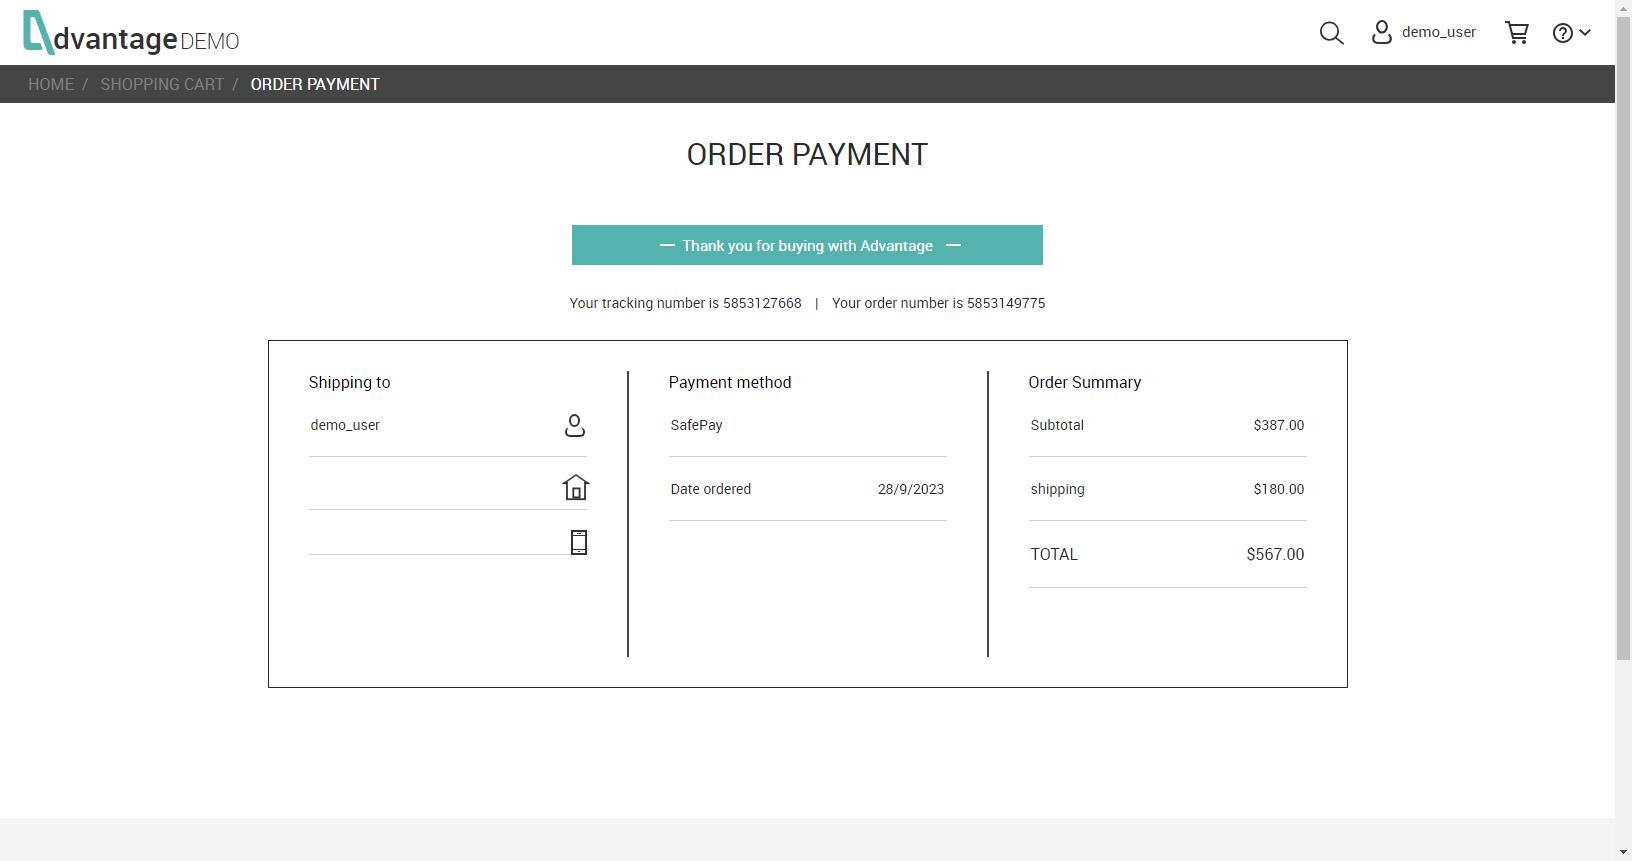 dvantage DEMO
demo_user
HOME / SHOPPING CART / ORDER PAYMENT
ORDER PAYMENT
— Thank you for buying with Advantage —
Your tracking number is 5853127668 | Your order number is 5853149775
Shipping to
demo_user
Payment method
SafePay
Date ordered 28/9/2023
Order Summary
Subtotal $387.00
shipping $180.00
TOTAL $567.00